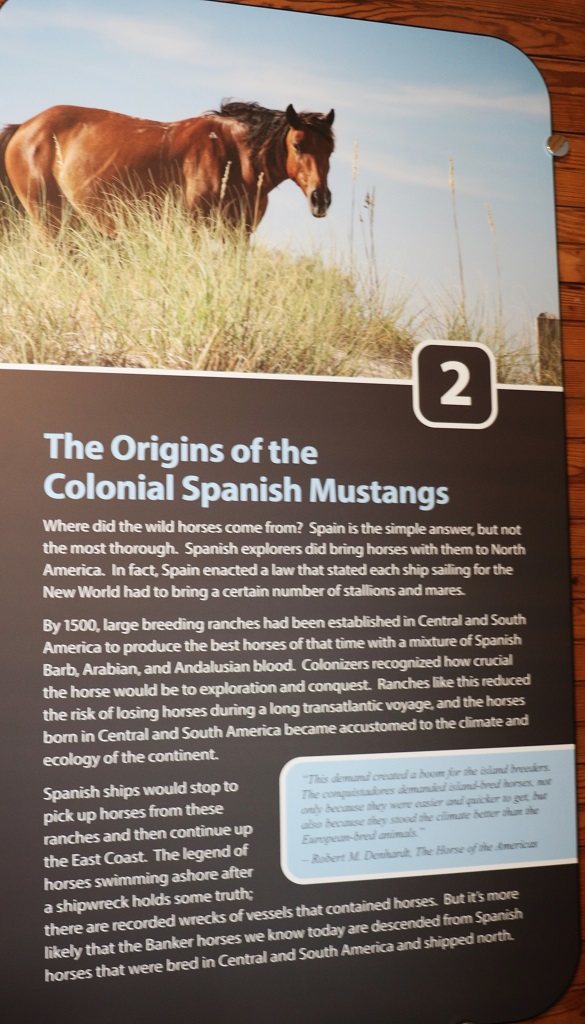 2
The Origins of the
Colonial Spanish Mustangs
Where did the wild horses come from? Spain is the simple answer, but not
the most thorough. Spanish explorers did bring horses with them to North
America. In fact, Spain enacted a law that stated each ship sailing for the
New World had to bring a certain number of stallions and mares.
By 1500, large breeding ranches had been established in Central and South
America to produce the best horses of that time with a mixture of Spanish
Barb, Arabian, and Andalusian blood. Colonizers recognized how crucial
the horse would be to exploration and conquest. Ranches like this reduced
the risk of losing horses during a long transatlantic voyage, and the horses
born in Central and South America became accustomed to the climate and
ecology of the continent.
Spanish ships would stop to
pick up horses from these
ranches and then continue up
the East Coast. The legend of
horses swimming ashore after
a shipwreck holds some truth;
there are recorded wrecks of vessels that contained horses. But it's more
likely that the Banker horses we know today are descended from Spanish
horses that were bred in Central and South America and shipped north.
"This demand created a boom for the island breeders.
The conquistadores demanded island-bred horses, not
only because they were easier and quicker to get, but
also because they stood the climate better than the
European-bred animals."
~ Robert M. Denhardt, The Horse of the Americas